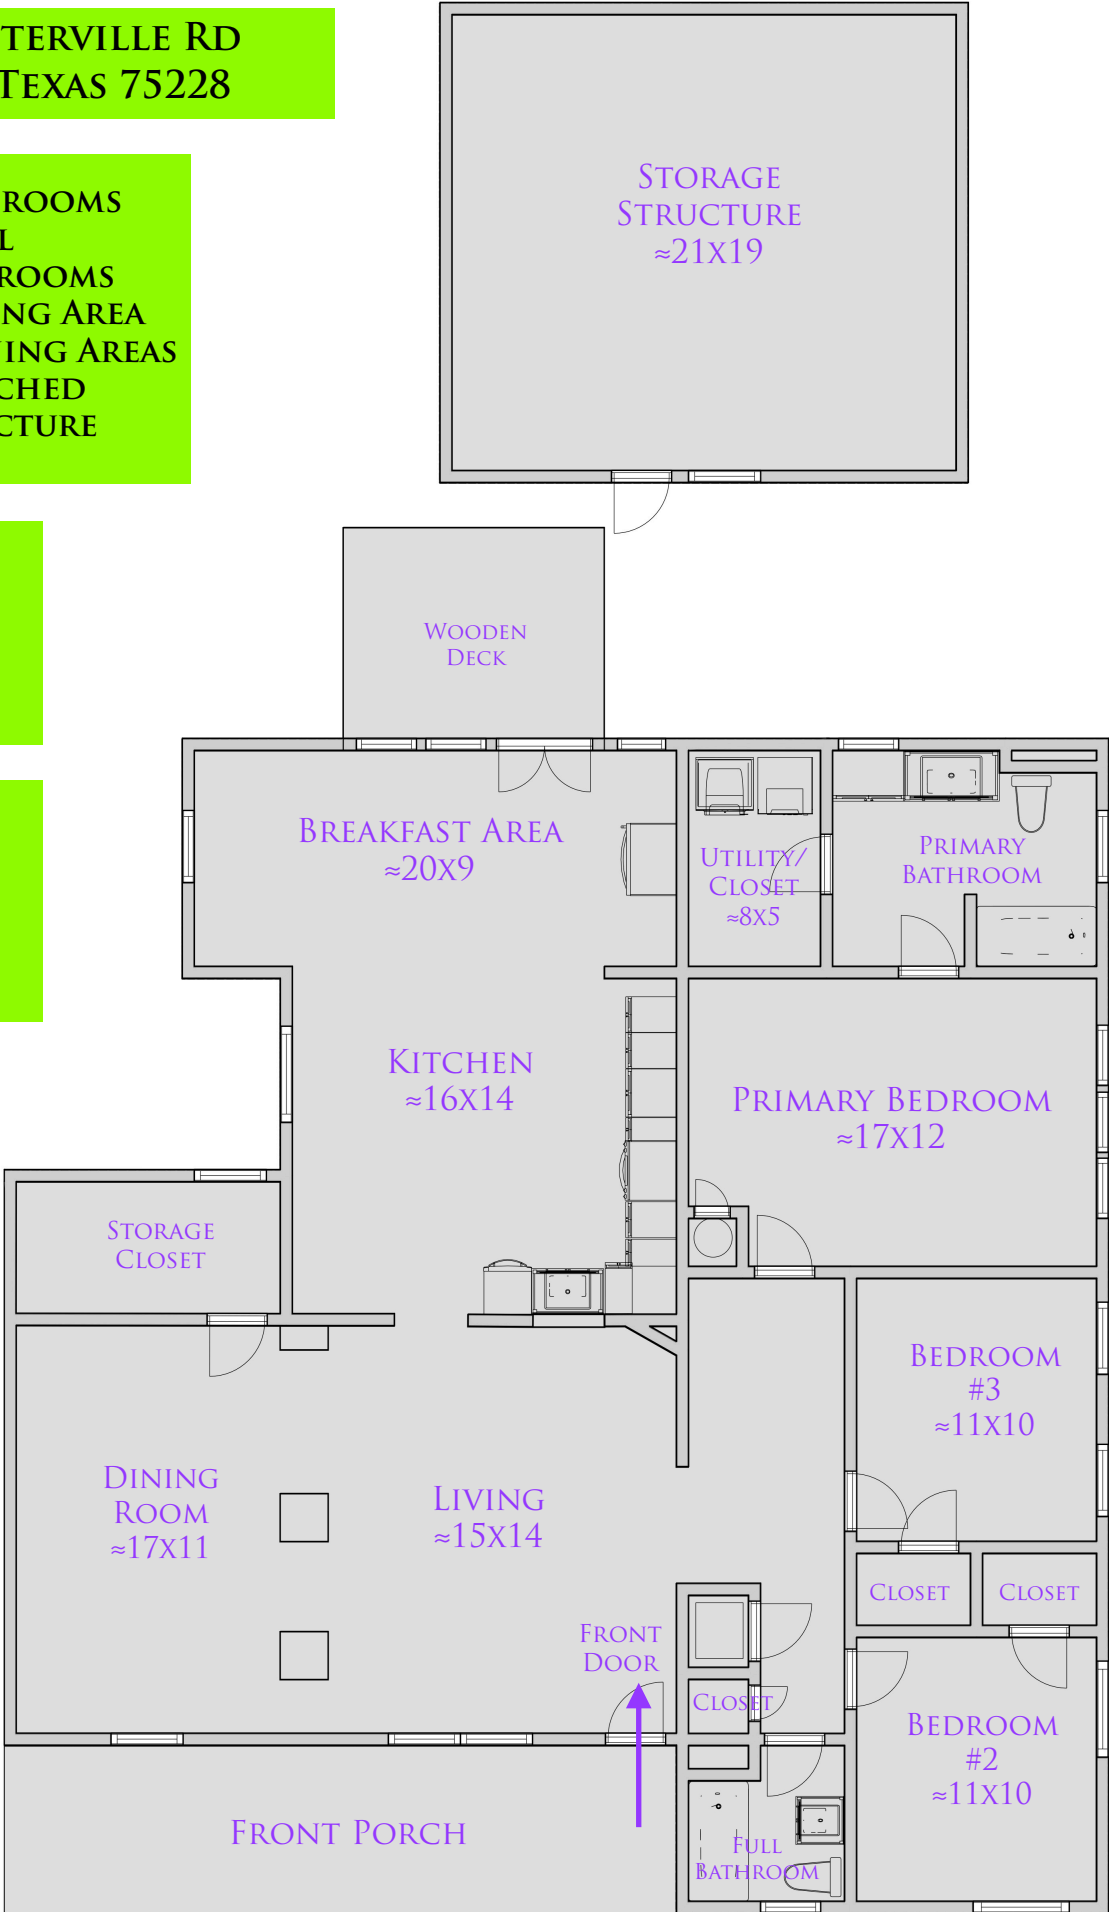 TERVILLE RD
TEXAS 75228
ROOMS
L
ROOMS
NG AREA
ING AREAS
CHED
CTURE
STORAGE
STRUCTURE
≈21X19
WOODEN
DECK
BREAKFAST AREA
≈20X9
UTILITY/
CLOSET
≈8X5
PRIMARY
BATHROOM
KITCHEN
≈16X14
PRIMARY BEDROOM
≈17X12
STORAGE
CLOSET
BEDROOM
#3
≈11X10
DINING
ROOM
≈17X11
LIVING
≈15X14
CLOSET
CLOSET
FRONT
DOOR
CLOSET
BEDROOM
#2
≈11X10
FRONT PORCH
FULL
BATHROOM